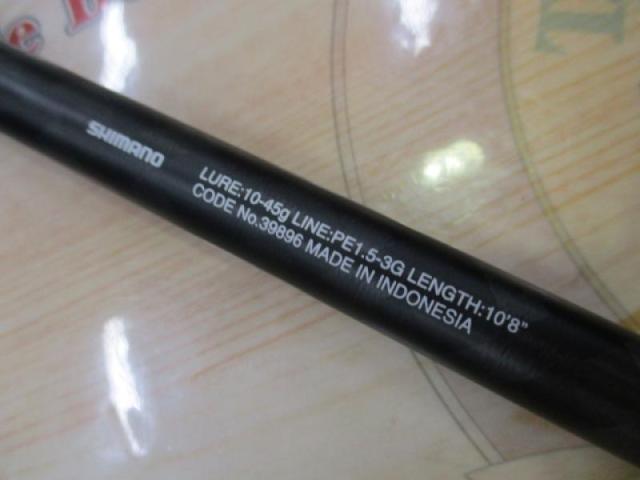 SHIMANO
LURE:10-45g LINE:PE1.5-3G LENGTH:10'8"
CODE No.39896 MADE IN INDONESIA